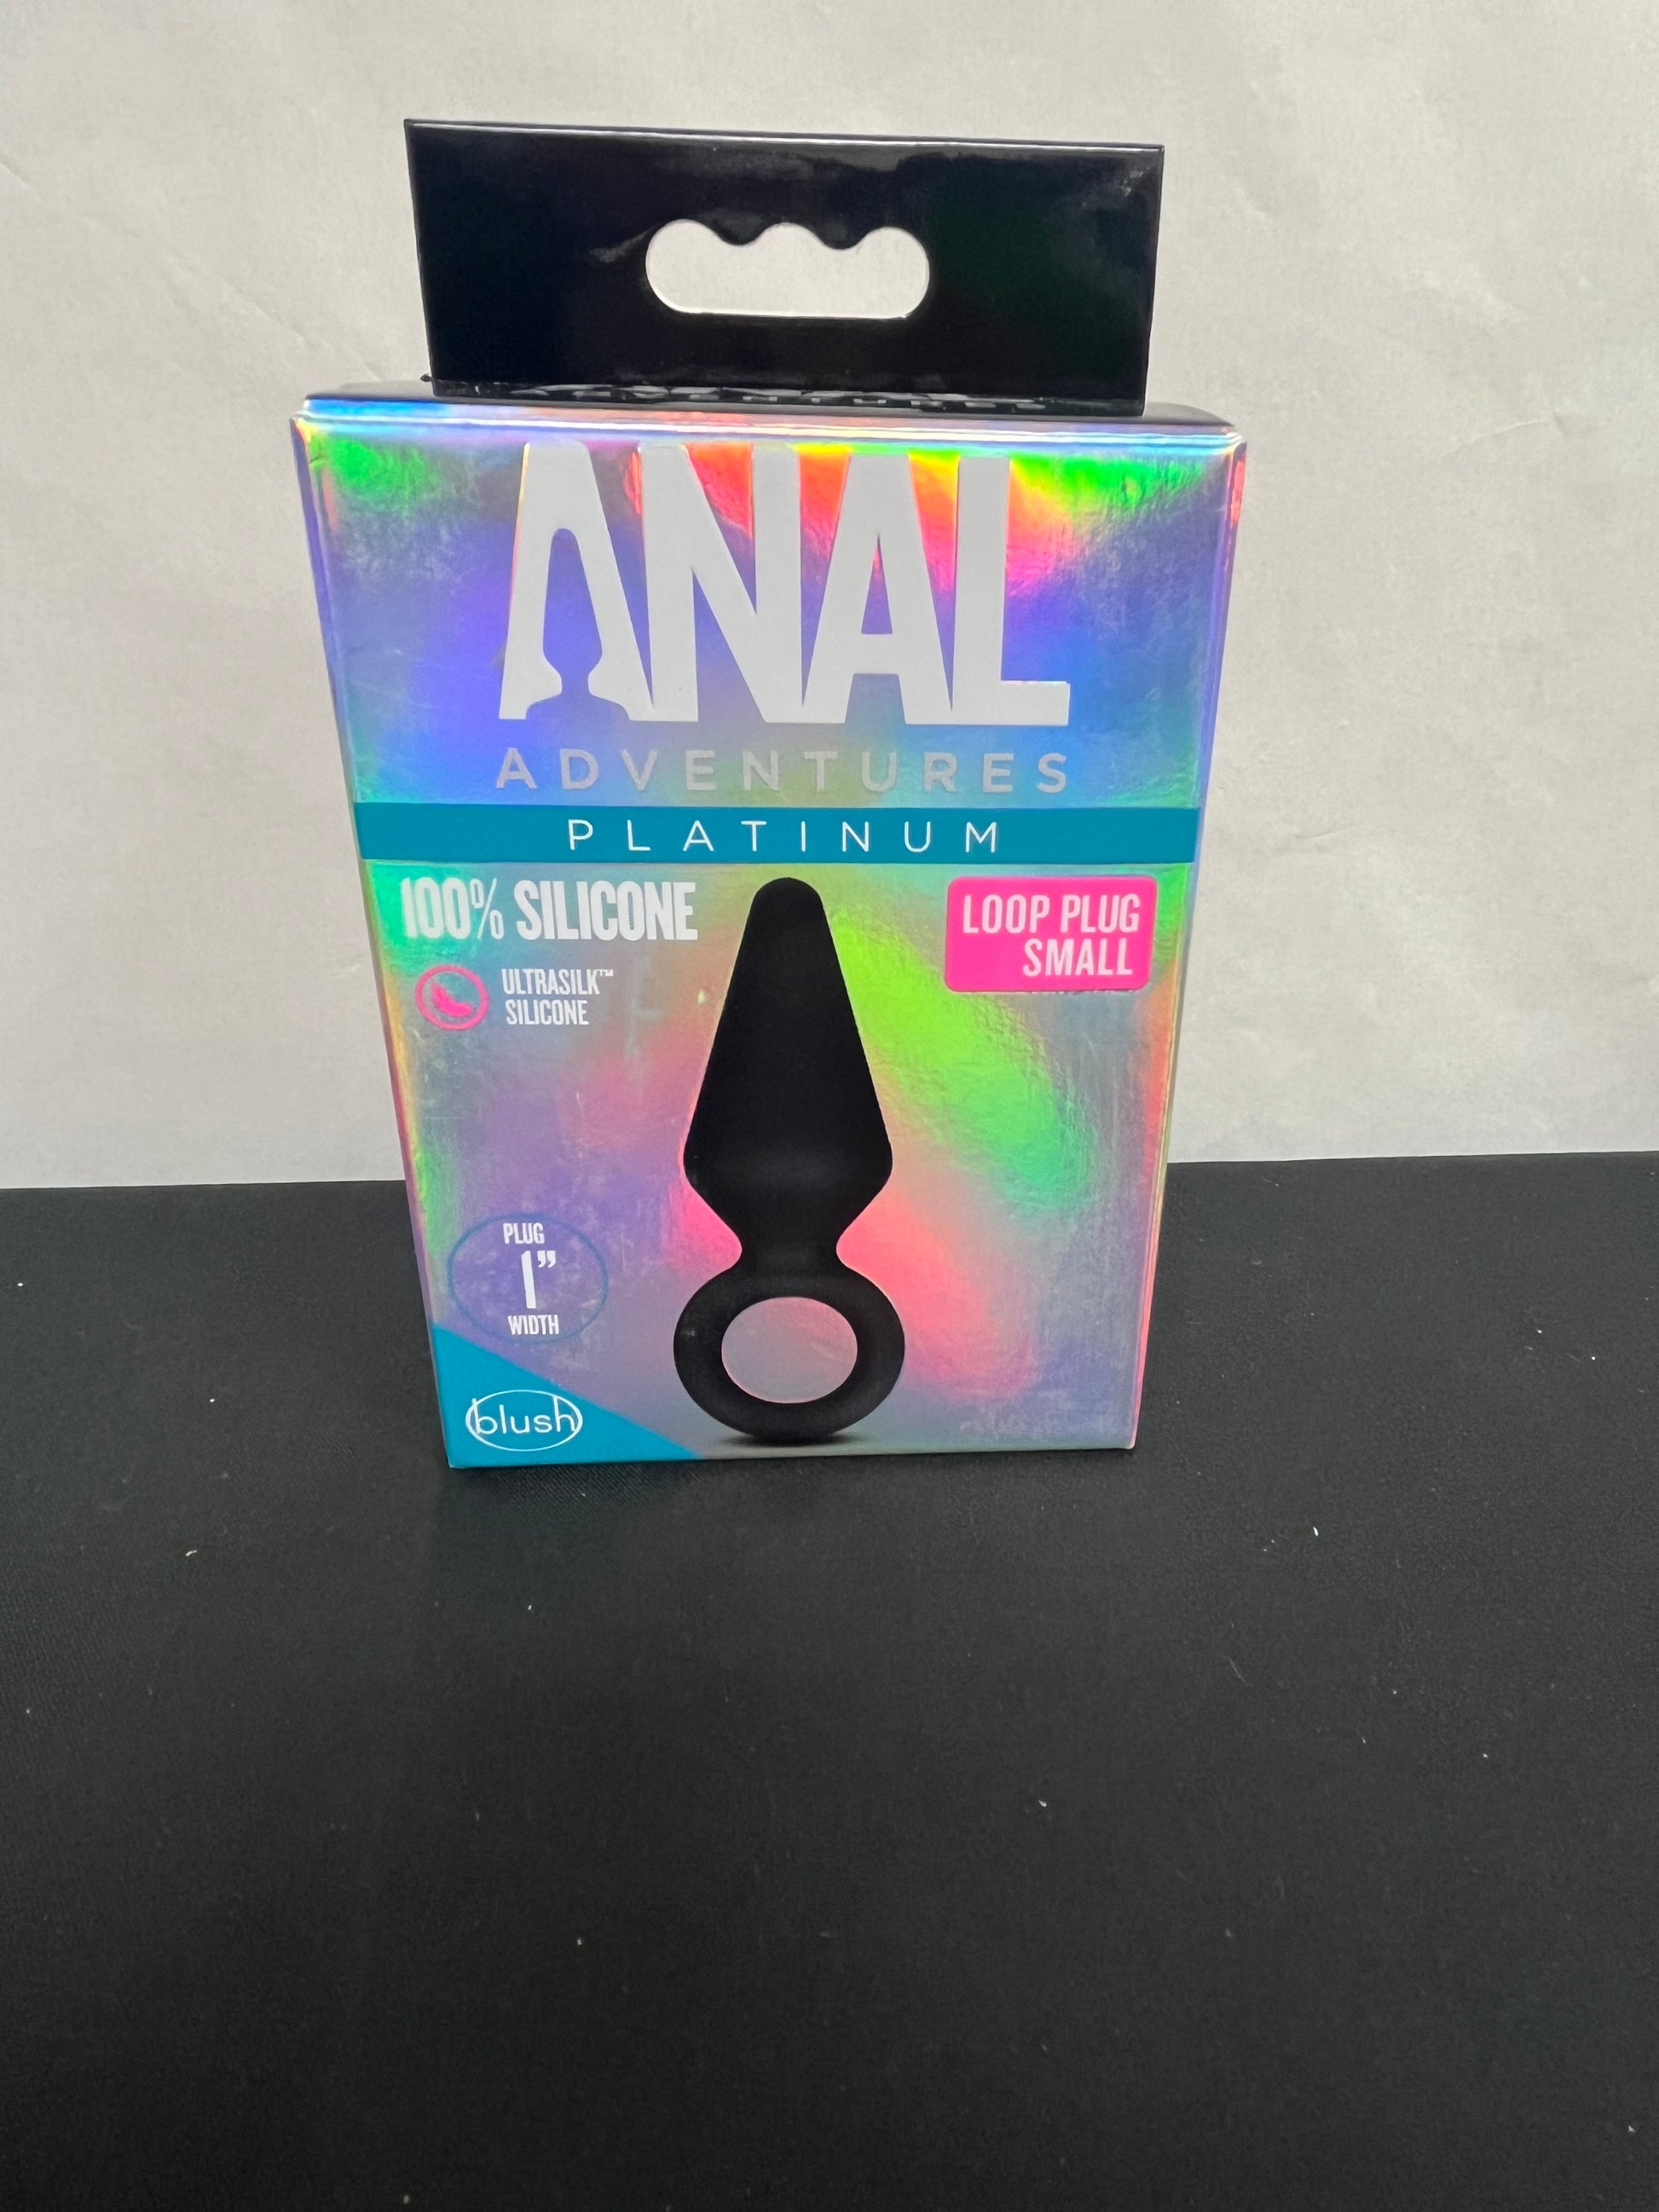 ANAL
ADVENTURES
PLATINUM
100% SILICONE
LOOP PLUG
SMALL
ULTRASILK™
SILICONE
PLUG
1”
WIDTH
blush